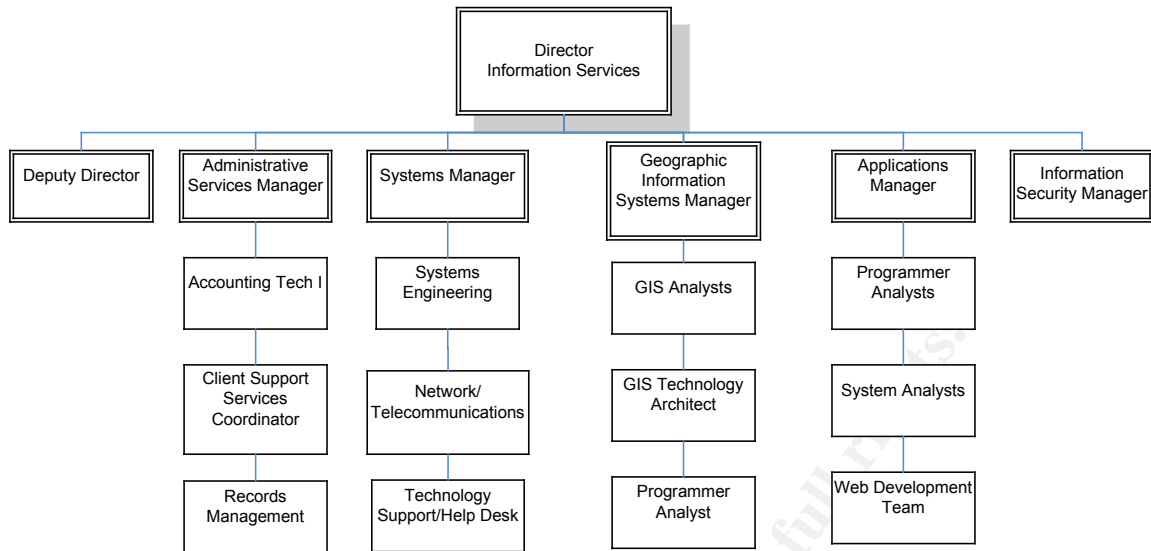 Director
Information Services
Deputy Director
Administrative
Services Manager
Systems Manager
Geographic
Information
Systems Manager
Applications
Manager
Information
Security Manager
Accounting Tech I
Systems
Engineering
GIS Analysts
Programmer
Analysts
Client Support
Services
Coordinator
Network/
Telecommunications
GIS Technology
Architect
System Analysts
Records
Management
Technology
Support/Help Desk
Programmer
Analyst
Web Development
Team
full rights.